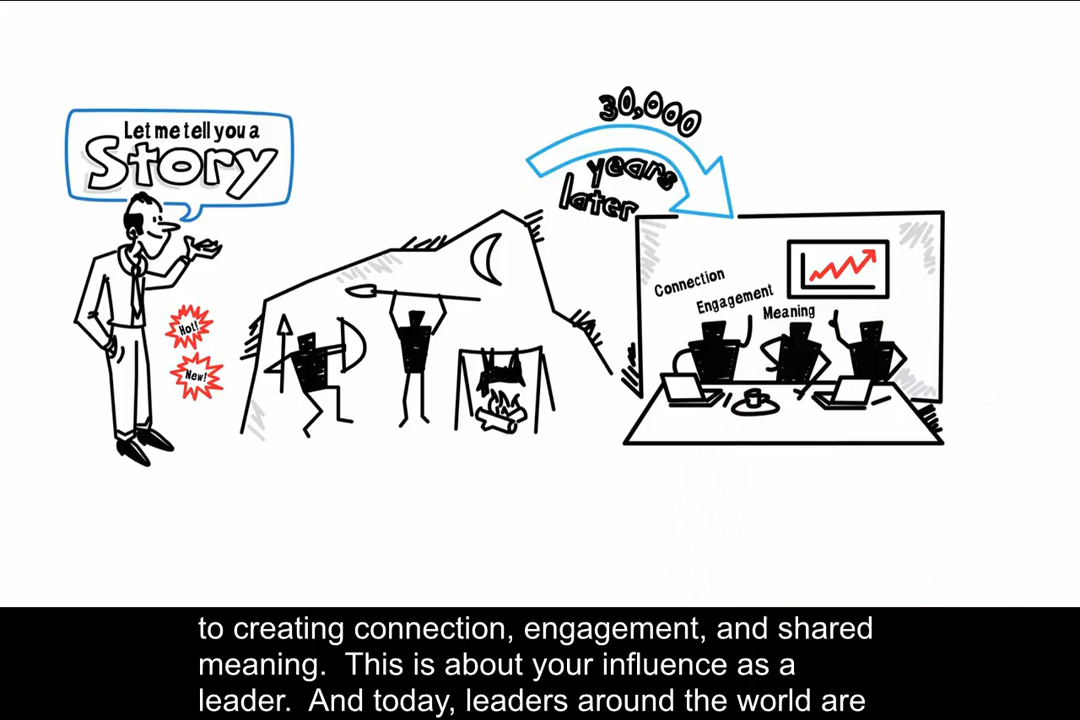 Let me tell you a
Story
Hot!
New!
30,000
years
later
Connection
Engagement
Meaning
to creating connection, engagement, and shared
meaning.  This is about your influence as a
leader.  And today, leaders around the world are